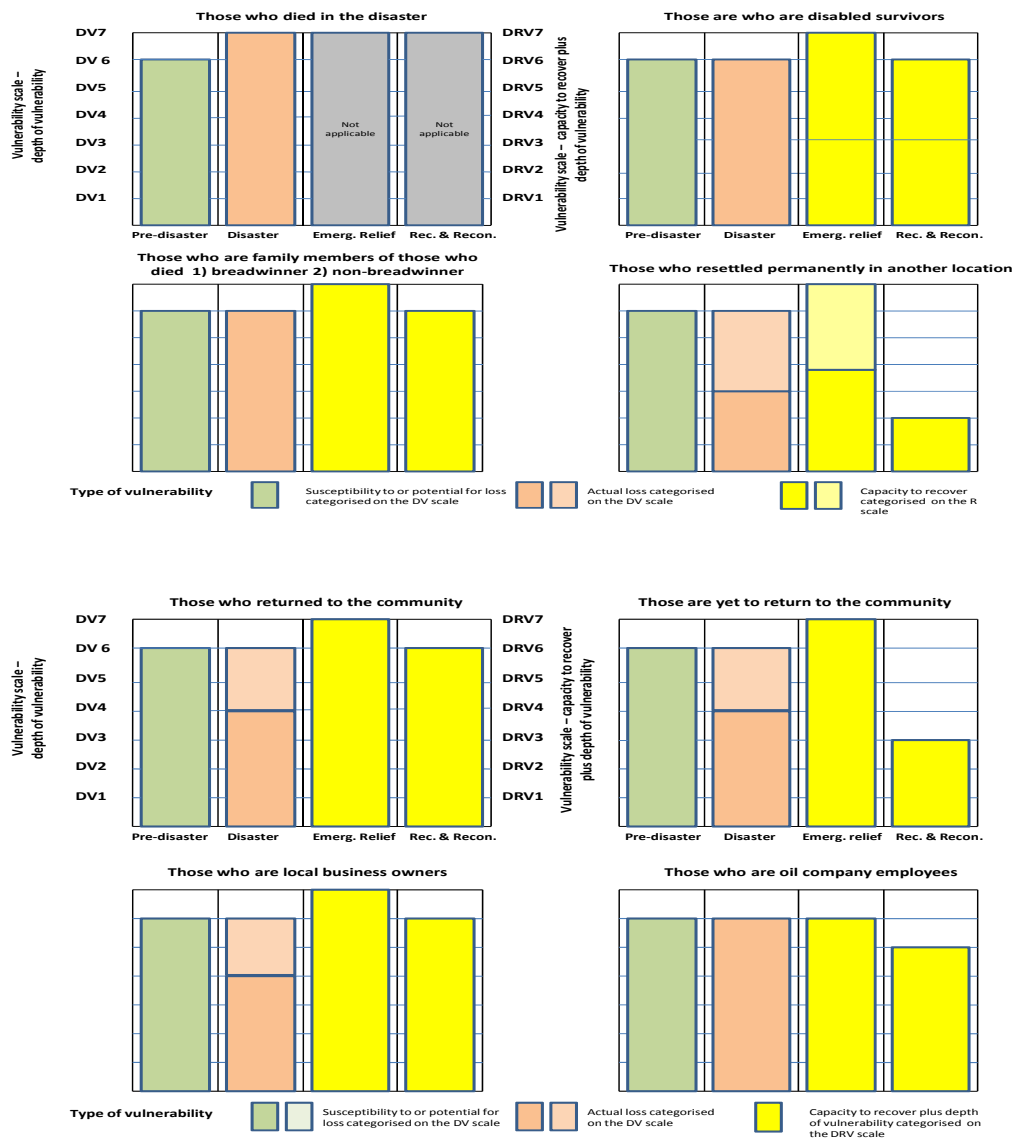 Those who died in the disaster
Vulnerability scale –
depth of vulnerability
DV7
DV 6
DV5
DV4
DV3
DV2
DV1
Not
applicable
Not
applicable
Pre-disaster
Disaster
Emerg. Relief
Rec. & Recon.
Those are who are disabled survivors
DRV7
DRV6
DRV5
DRV4
DRV3
DRV2
DRV1
Vulnerability scale – capacity to recover plus
depth of vulnerability
Pre-disaster
Disaster
Emerg. relief
Rec. & Recon.
Those who are family members of those who
died 1) breadwinner 2) non-breadwinner
Those who resettled permanently in another location
Type of vulnerability
Susceptibility to or potential for loss
categorised on the DV scale
Actual loss categorised
on the DV scale
Capacity to recover
categorised on the R
scale
Those who returned to the community
Vulnerability scale –
depth of vulnerability
DV7
DV 6
DV5
DV4
DV3
DV2
DV1
Pre-disaster
Disaster
Emerg. Relief
Rec. & Recon.
Those are yet to return to the community
DRV7
DRV6
DRV5
DRV4
DRV3
DRV2
DRV1
Vulnerability scale – capacity to recover
plus depth of vulnerability
Pre-disaster
Disaster
Emerg. relief
Rec. & Recon.
Those who are local business owners
Those who are oil company employees
Type of vulnerability
Susceptibility to or potential for
loss categorised on the DV scale
Actual loss categorised
on the DV scale
Capacity to recover plus depth
of vulnerability categorised on
the DRV scale